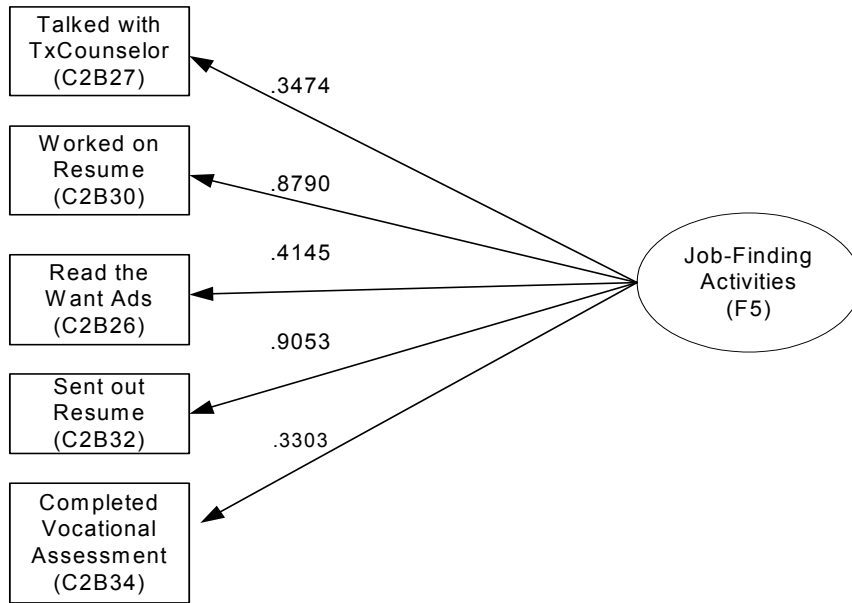 Talked with
TxCounselor
(C2B27)
.3474
Worked on
Resume
(C2B30)
.8790
Read the
Want Ads
(C2B26)
.4145
Sent out
Resume
(C2B32)
.9053
Completed
Vocational
Assessment
(C2B34)
.3303
Job-Finding
Activities
(F5)